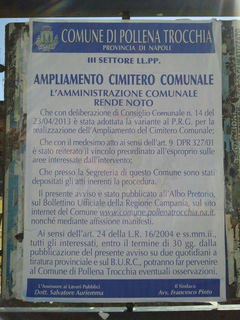 COMUNE DI POLLENA TROCCHIA
PROVINCIA DI NAPOLI
III SETTORE LL.PP.
AMPLIAMENTO CIMITERO COMUNALE
L'AMMINISTRAZIONE COMUNALE
RENDE NOTO
Che con deliberazione di Consiglio Comunale n. 14 del
23/04/2013 è stata adottata la variante al P.R.G. per la
realizzazione dell'Ampliamento del Cimitero Comunale;
Che con il medesimo atto ai sensi dell'art. 9 DPR 327/01
è stato reiterato il vincolo preordinato all'esproprio sulle
aree interessate dall'intervento;
Che presso la Segreteria di questo Comune sono stati
depositati gli atti inerenti la procedura.
Il presente avviso è stato pubblicato all'Albo Pretorio,
sul Bollettino Ufficiale della Regione Campania, sul sito
internet del Comune www.comune.pollenatrocchia.na.it
nonché mediante affissione manifesti.
Ai sensi dell'art. 24 della L.R. 16/2004 e ss.mm.ii.,
tutti gli interessati, entro il termine di 30 gg. dalla
pubblicazione del presente avviso su due quotidiani a
tiratura provinciale e sul B.U.R.C., potranno far pervenire
al Comune di Pollena Trocchia eventuali osservazioni.
L'Assessore ai Lavori Pubblici
Dott. Salvatore Auriemma
Il Sindaco
Avv. Francesco Pinto